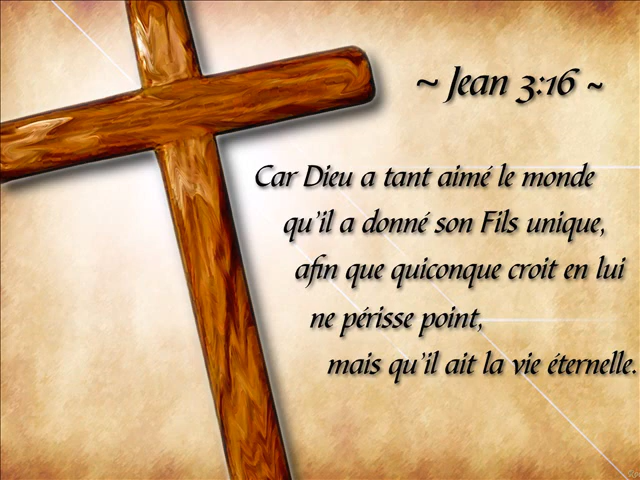 ~ Jean 3:16 ~
Car Dieu a tant aimé le monde
qu'il a donné son Fils unique,
afin que quiconque croit en lui
ne périsse point,
mais qu'il ait la vie éternelle.